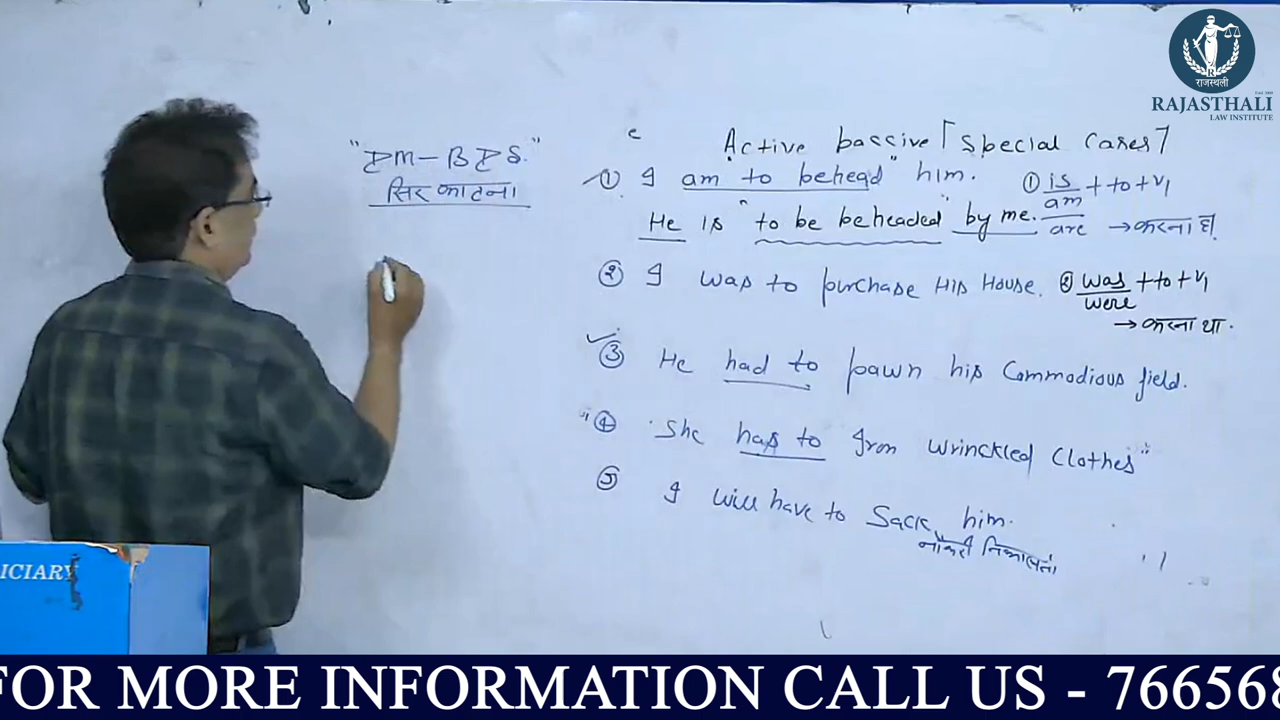 राजस्थली
RAJASTHALI
LAW INSTITUTE
Active passive [special cases]
① I am to behead him.
① is/am/are + to + V1
→ करना है
He is "to be beheaded" by me.
② I was to purchase His House.
② was/were + to + V1
→ करना था.
③ He had to pawn his Commodious field.
④ She has to Iron wrinckled clothes"
⑤ I will have to Sack him.
नौकरी निकालना
सिर काटना
ICIARY
FOR MORE INFORMATION CALL US - 766568